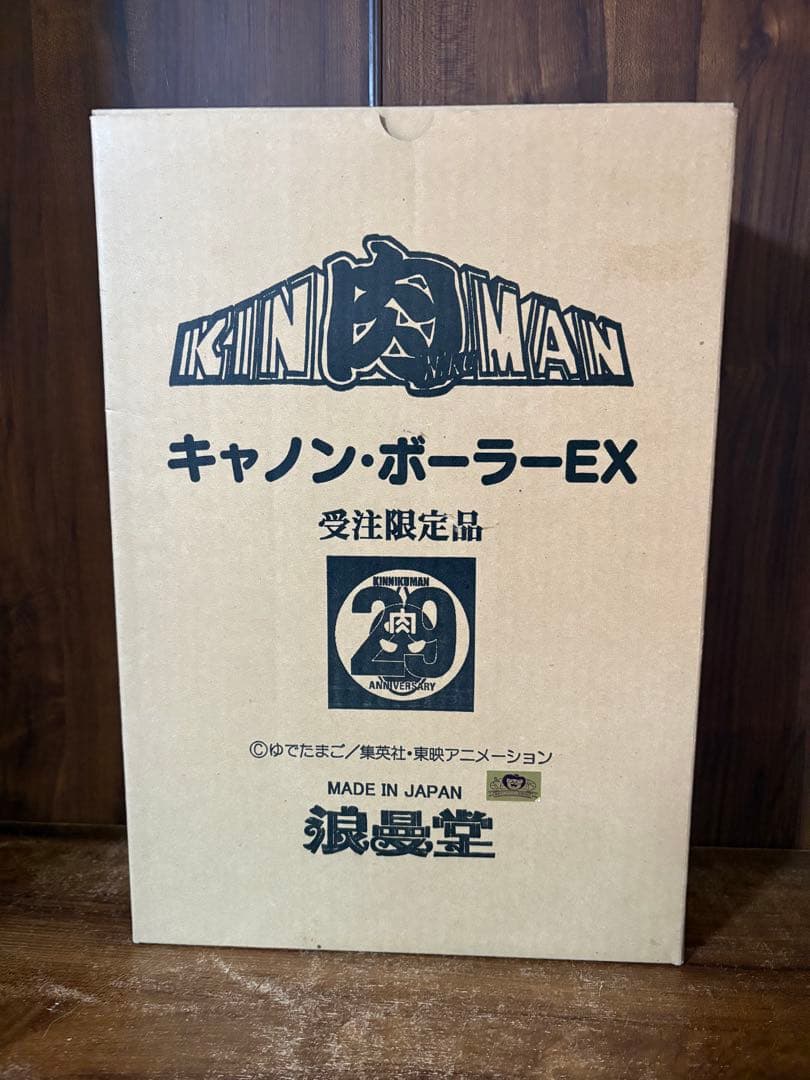 KIN肉MAN
NIKU
キャノン・ボーラーEX
受注限定品
KINNIKUMAN
29
肉
ANNIVERSARY
©ゆでたまご/集英社・東映アニメーション
MADE IN JAPAN
浪曼堂